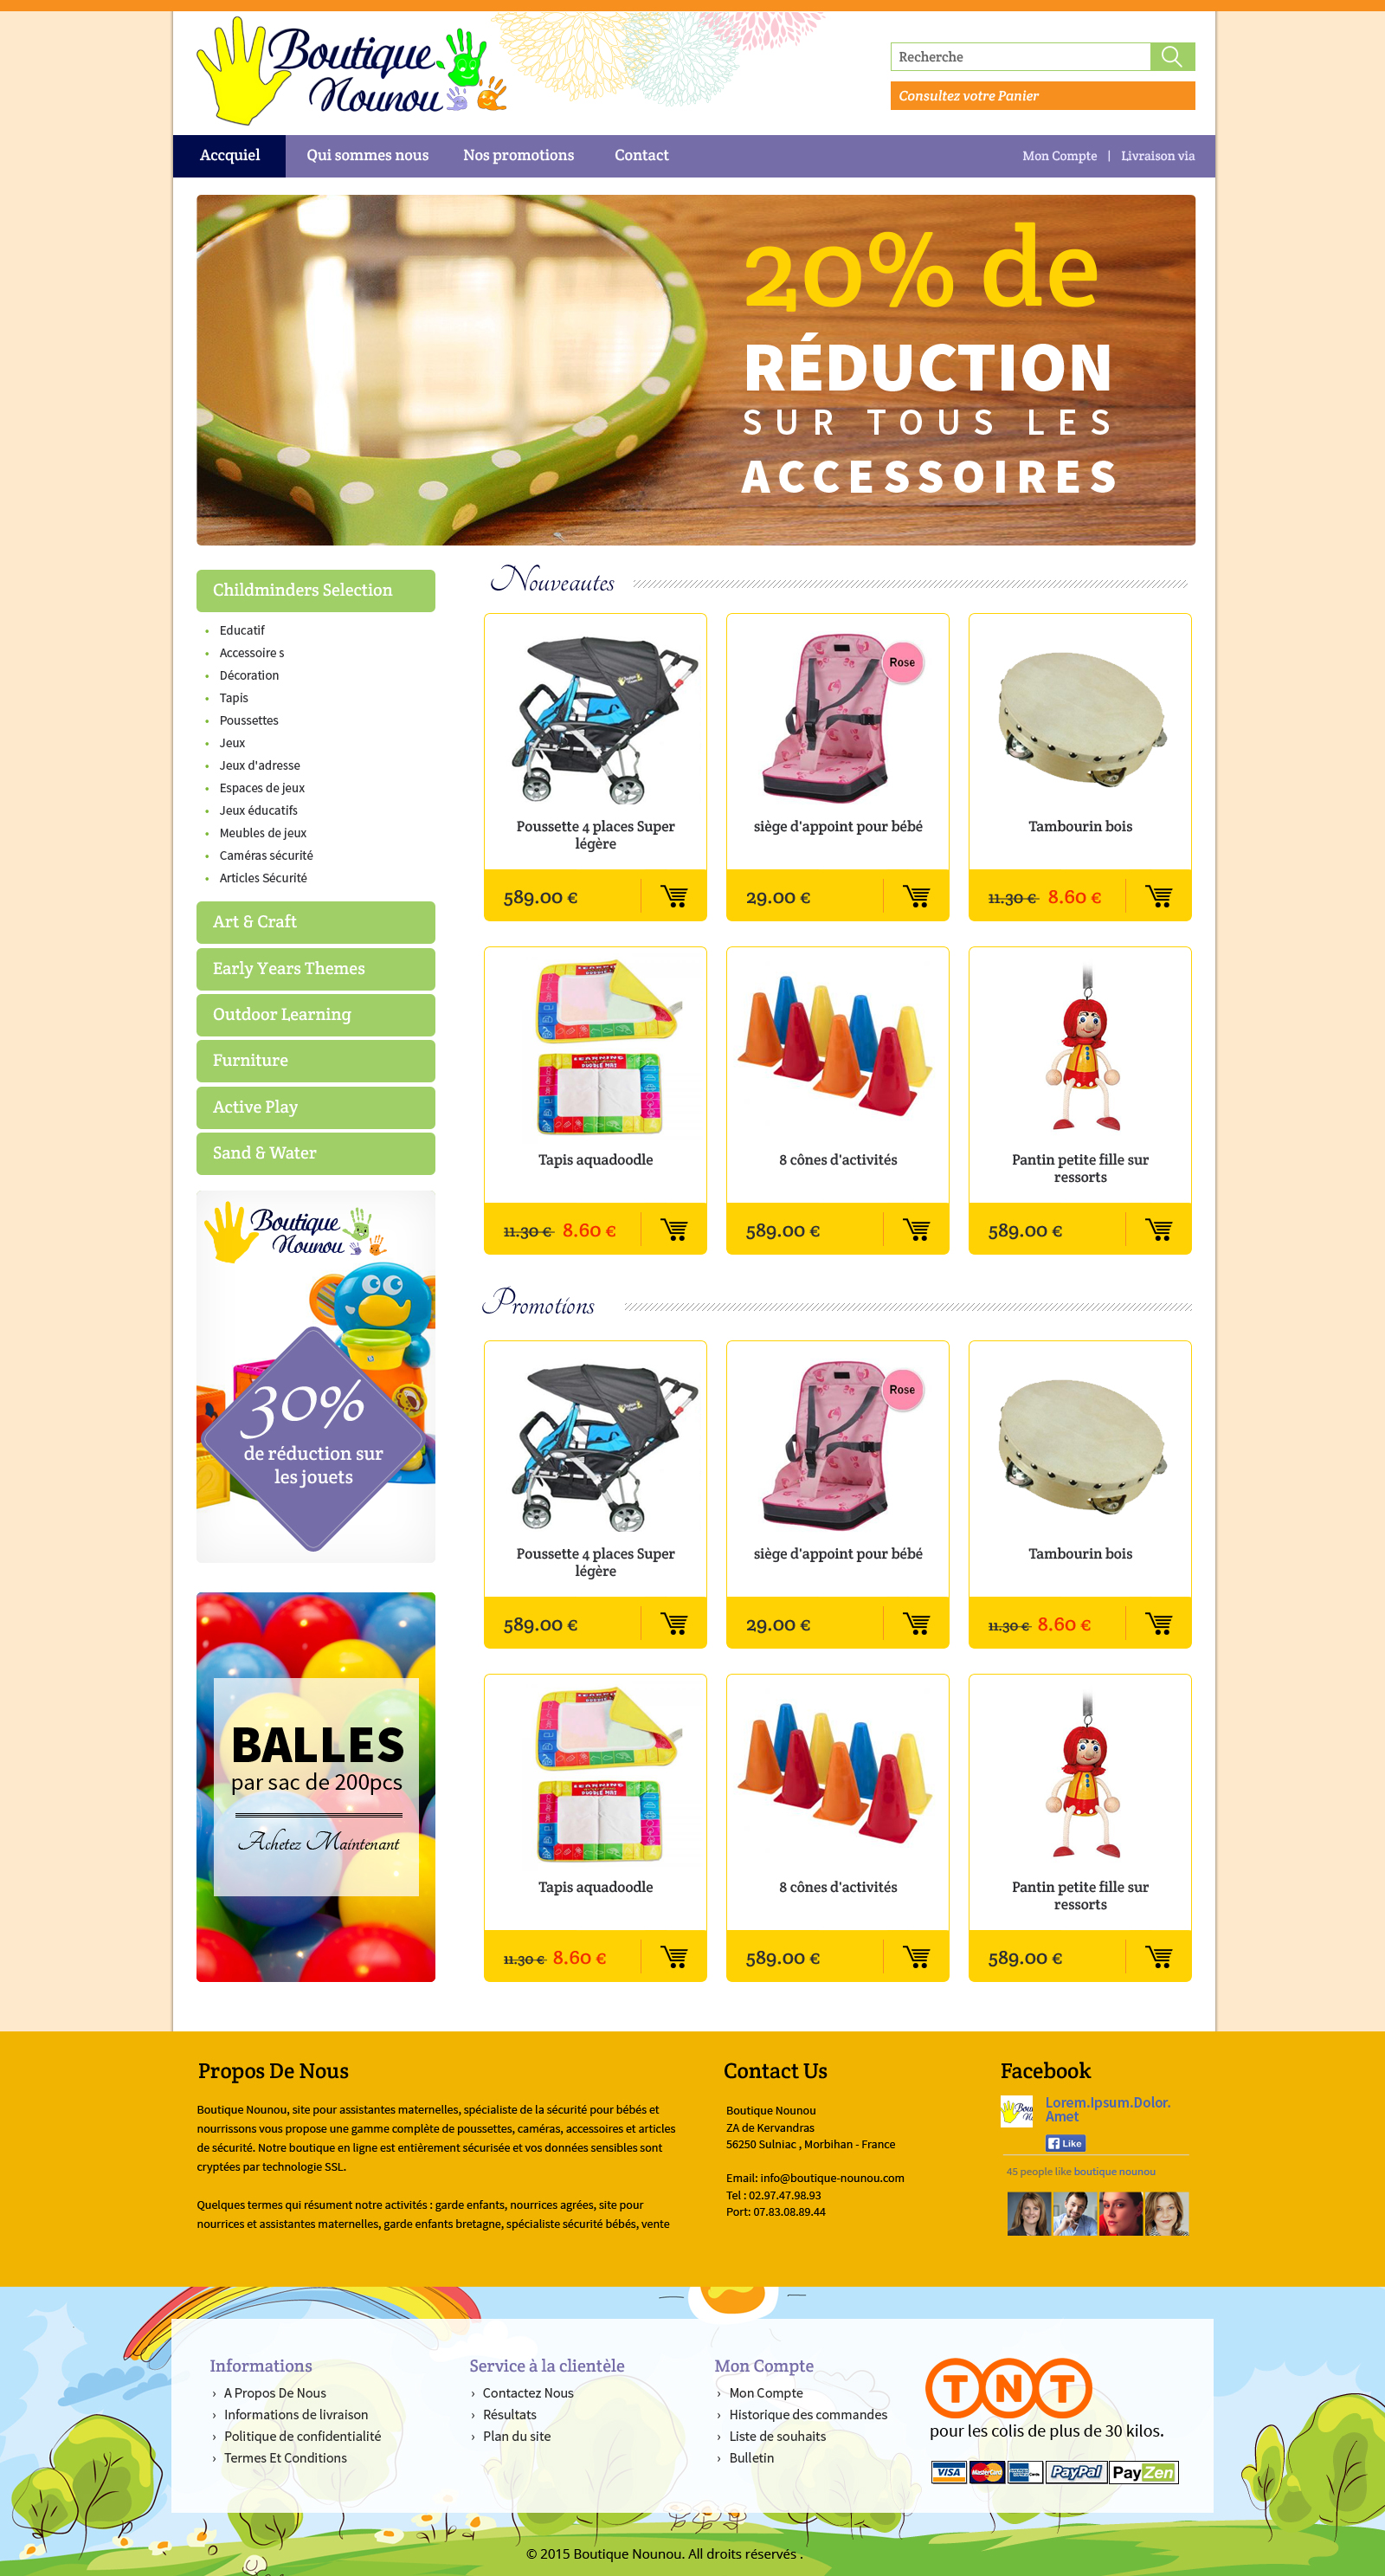 Boutique
Nounou
Recherche
Consultez votre Panier
Accquiel
Qui sommes nous
Nos promotions
Contact
Mon Compte | Livraison via
20% de
RÉDUCTION
SUR TOUS LES
ACCESSOIRES
Childminders Selection
• Educatif
• Accessoire s
• Décoration
• Tapis
• Poussettes
• Jeux
• Jeux d'adresse
• Espaces de jeux
• Jeux éducatifs
• Meubles de jeux
• Caméras sécurité
• Articles Sécurité
Art & Craft
Early Years Themes
Outdoor Learning
Furniture
Active Play
Sand & Water
Boutique
Nounou
30%
de réduction sur
les jouets
BALLES
par sac de 200pcs
Achetez Maintenant
Nouveautes
Poussette 4 places Super
légère
589.00 €
Rose
siège d'appoint pour bébé
29.00 €
Tambourin bois
11.30 € 8.60 €
LEARNING
LEARNING
DOODLE MAT
Tapis aquadoodle
11.30 € 8.60 €
8 cônes d'activités
589.00 €
Pantin petite fille sur
ressorts
589.00 €
Promotions
Poussette 4 places Super
légère
589.00 €
Rose
siège d'appoint pour bébé
29.00 €
Tambourin bois
11.30 € 8.60 €
LEARNING
LEARNING
DOODLE MAT
Tapis aquadoodle
11.30 € 8.60 €
8 cônes d'activités
589.00 €
Pantin petite fille sur
ressorts
589.00 €
Propos De Nous
Boutique Nounou, site pour assistantes maternelles, spécialiste de la sécurité pour bébés et
nourrissons vous propose une gamme complète de poussettes, caméras, accessoires et articles
de sécurité. Notre boutique en ligne est entièrement sécurisée et vos données sensibles sont
cryptées par technologie SSL.
Quelques termes qui résument notre activités : garde enfants, nourrices agrées, site pour
nourrices et assistantes maternelles, garde enfants bretagne, spécialiste sécurité bébés, vente
Contact Us
Boutique Nounou
ZA de Kervandras
56250 Sulniac , Morbihan - France
Email: info@boutique-nounou.com
Tel : 02.97.47.98.93
Port: 07.83.08.89.44
Facebook
Lorem.Ipsum.Dolor.
Amet
Like
45 people like boutique nounou
Informations
› A Propos De Nous
› Informations de livraison
› Politique de confidentialité
› Termes Et Conditions
Service à la clientèle
› Contactez Nous
› Résultats
› Plan du site
Mon Compte
› Mon Compte
› Historique des commandes
› Liste de souhaits
› Bulletin
TNT
pour les colis de plus de 30 kilos.
VISA
MasterCard
PayPal
PayZen
© 2015 Boutique Nounou. All droits réservés .